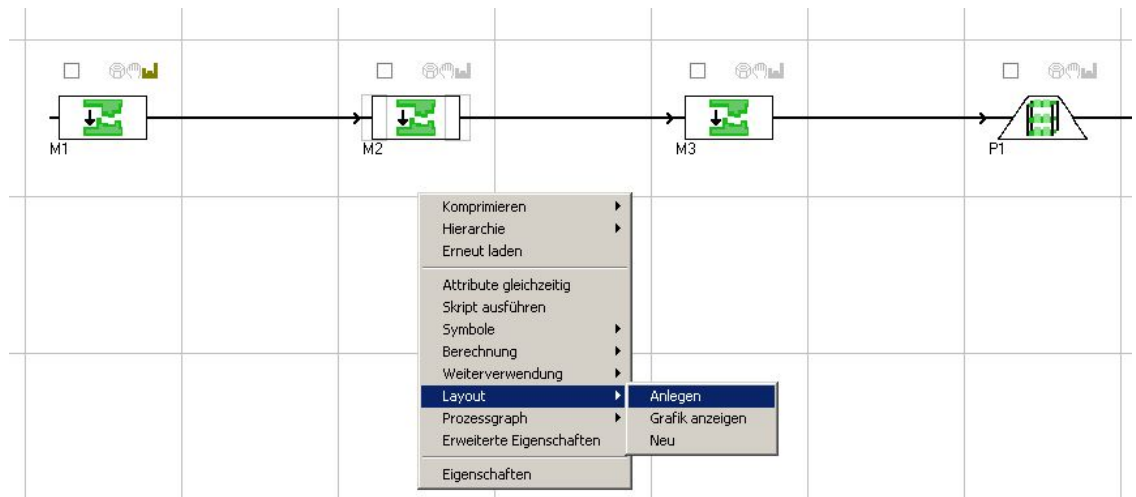 M1
M2
M3
P1
Komprimieren
Hierarchie
Erneut laden
Attribute gleichzeitig
Skript ausführen
Symbole
Berechnung
Weiterverwendung
Layout
Anlegen
Prozessgraph
Grafik anzeigen
Erweiterte Eigenschaften
Neu
Eigenschaften